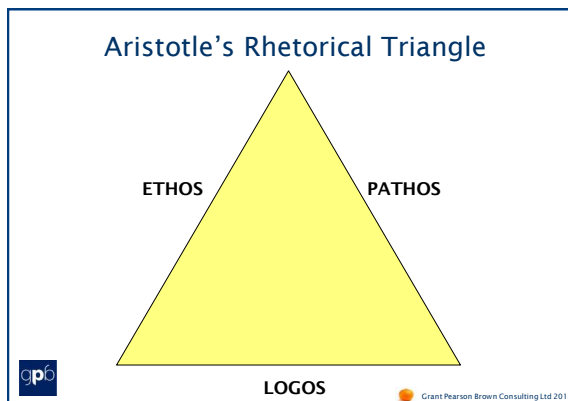 Aristotle’s Rhetorical Triangle
ETHOS
PATHOS
LOGOS
gpb
Grant Pearson Brown Consulting Ltd 201